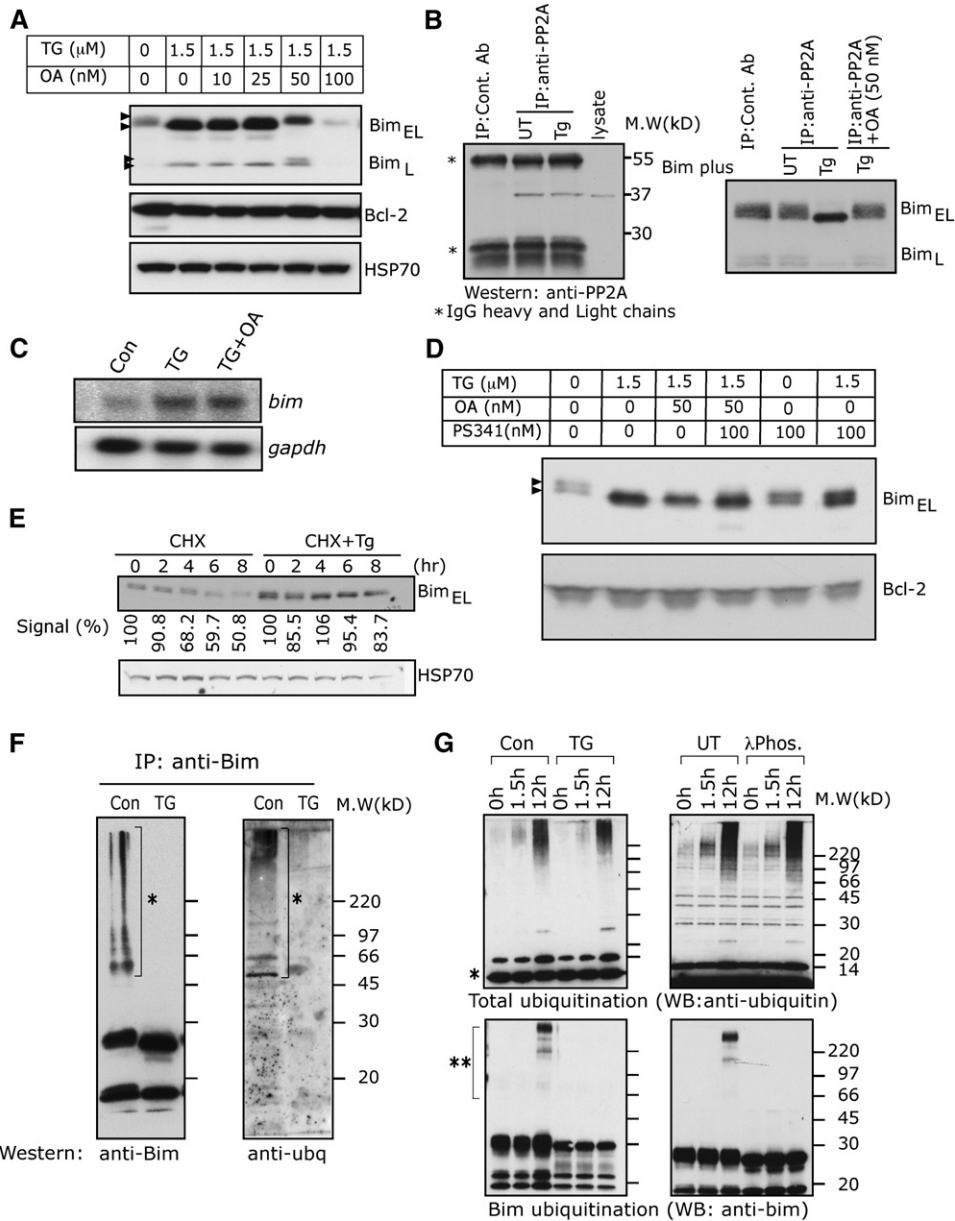 A
TG (μM) 0 1.5 1.5 1.5 1.5 1.5
OA (nM) 0 0 10 25 50 100
Bim EL
Bim L
Bcl-2
HSP70
B
IP:Cont. Ab
IP:anti-PP2A
UT
Tg
lysate
M.W(kD)
55
37
30
*
*
Western: anti-PP2A
*IgG heavy and Light chains
Bim plus
IP:Cont. Ab
IP:anti-PP2A
UT
Tg
IP:anti-PP2A
+OA (50 nM)
Tg
Bim EL
Bim L
C
Con TG TG+OA
bim
gapdh
D
TG (μM) 0 1.5 1.5 1.5 0 1.5
OA (nM) 0 0 50 50 0 0
PS341(nM) 0 0 0 100 100 100
Bim EL
Bcl-2
E
CHX CHX+Tg
0 2 4 6 8 0 2 4 6 8 (hr)
Bim EL
Signal (%) 100 90.8 68.2 59.7 50.8 100 85.5 106 95.4 83.7
HSP70
F
IP: anti-Bim
Con TG Con TG M.W(kD)
* *
220
97
66
45
30
20
Western: anti-Bim anti-ubq
G
Con TG UT λPhos.
0h 1.5h 12h 0h 1.5h 12h 0h 1.5h 12h 0h 1.5h 12h M.W(kD)
220
97
66
45
30
20
14
*
Total ubiquitination (WB:anti-ubiquitin)
**
220
97
66
45
30
20
Bim ubiquitination (WB: anti-bim)